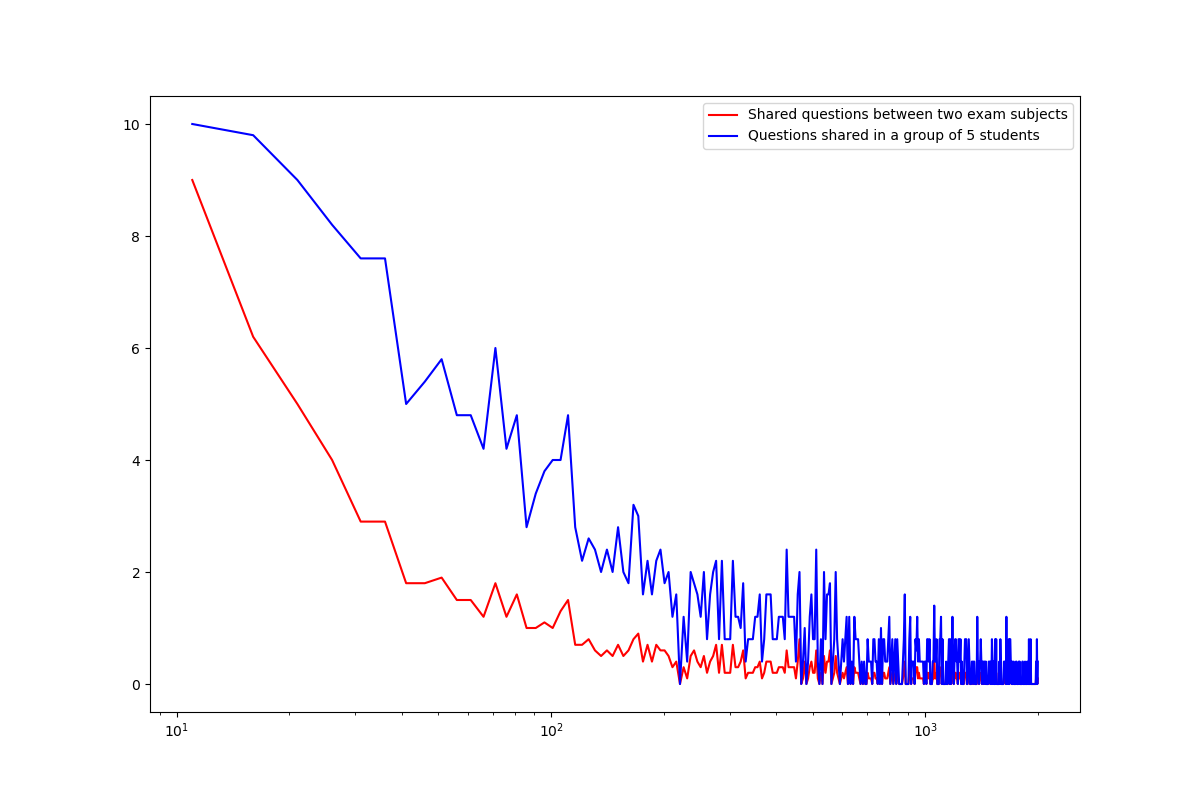 Shared questions between two exam subjects
Questions shared in a group of 5 students
10
8
6
4
2
0
10¹ 10² 10³